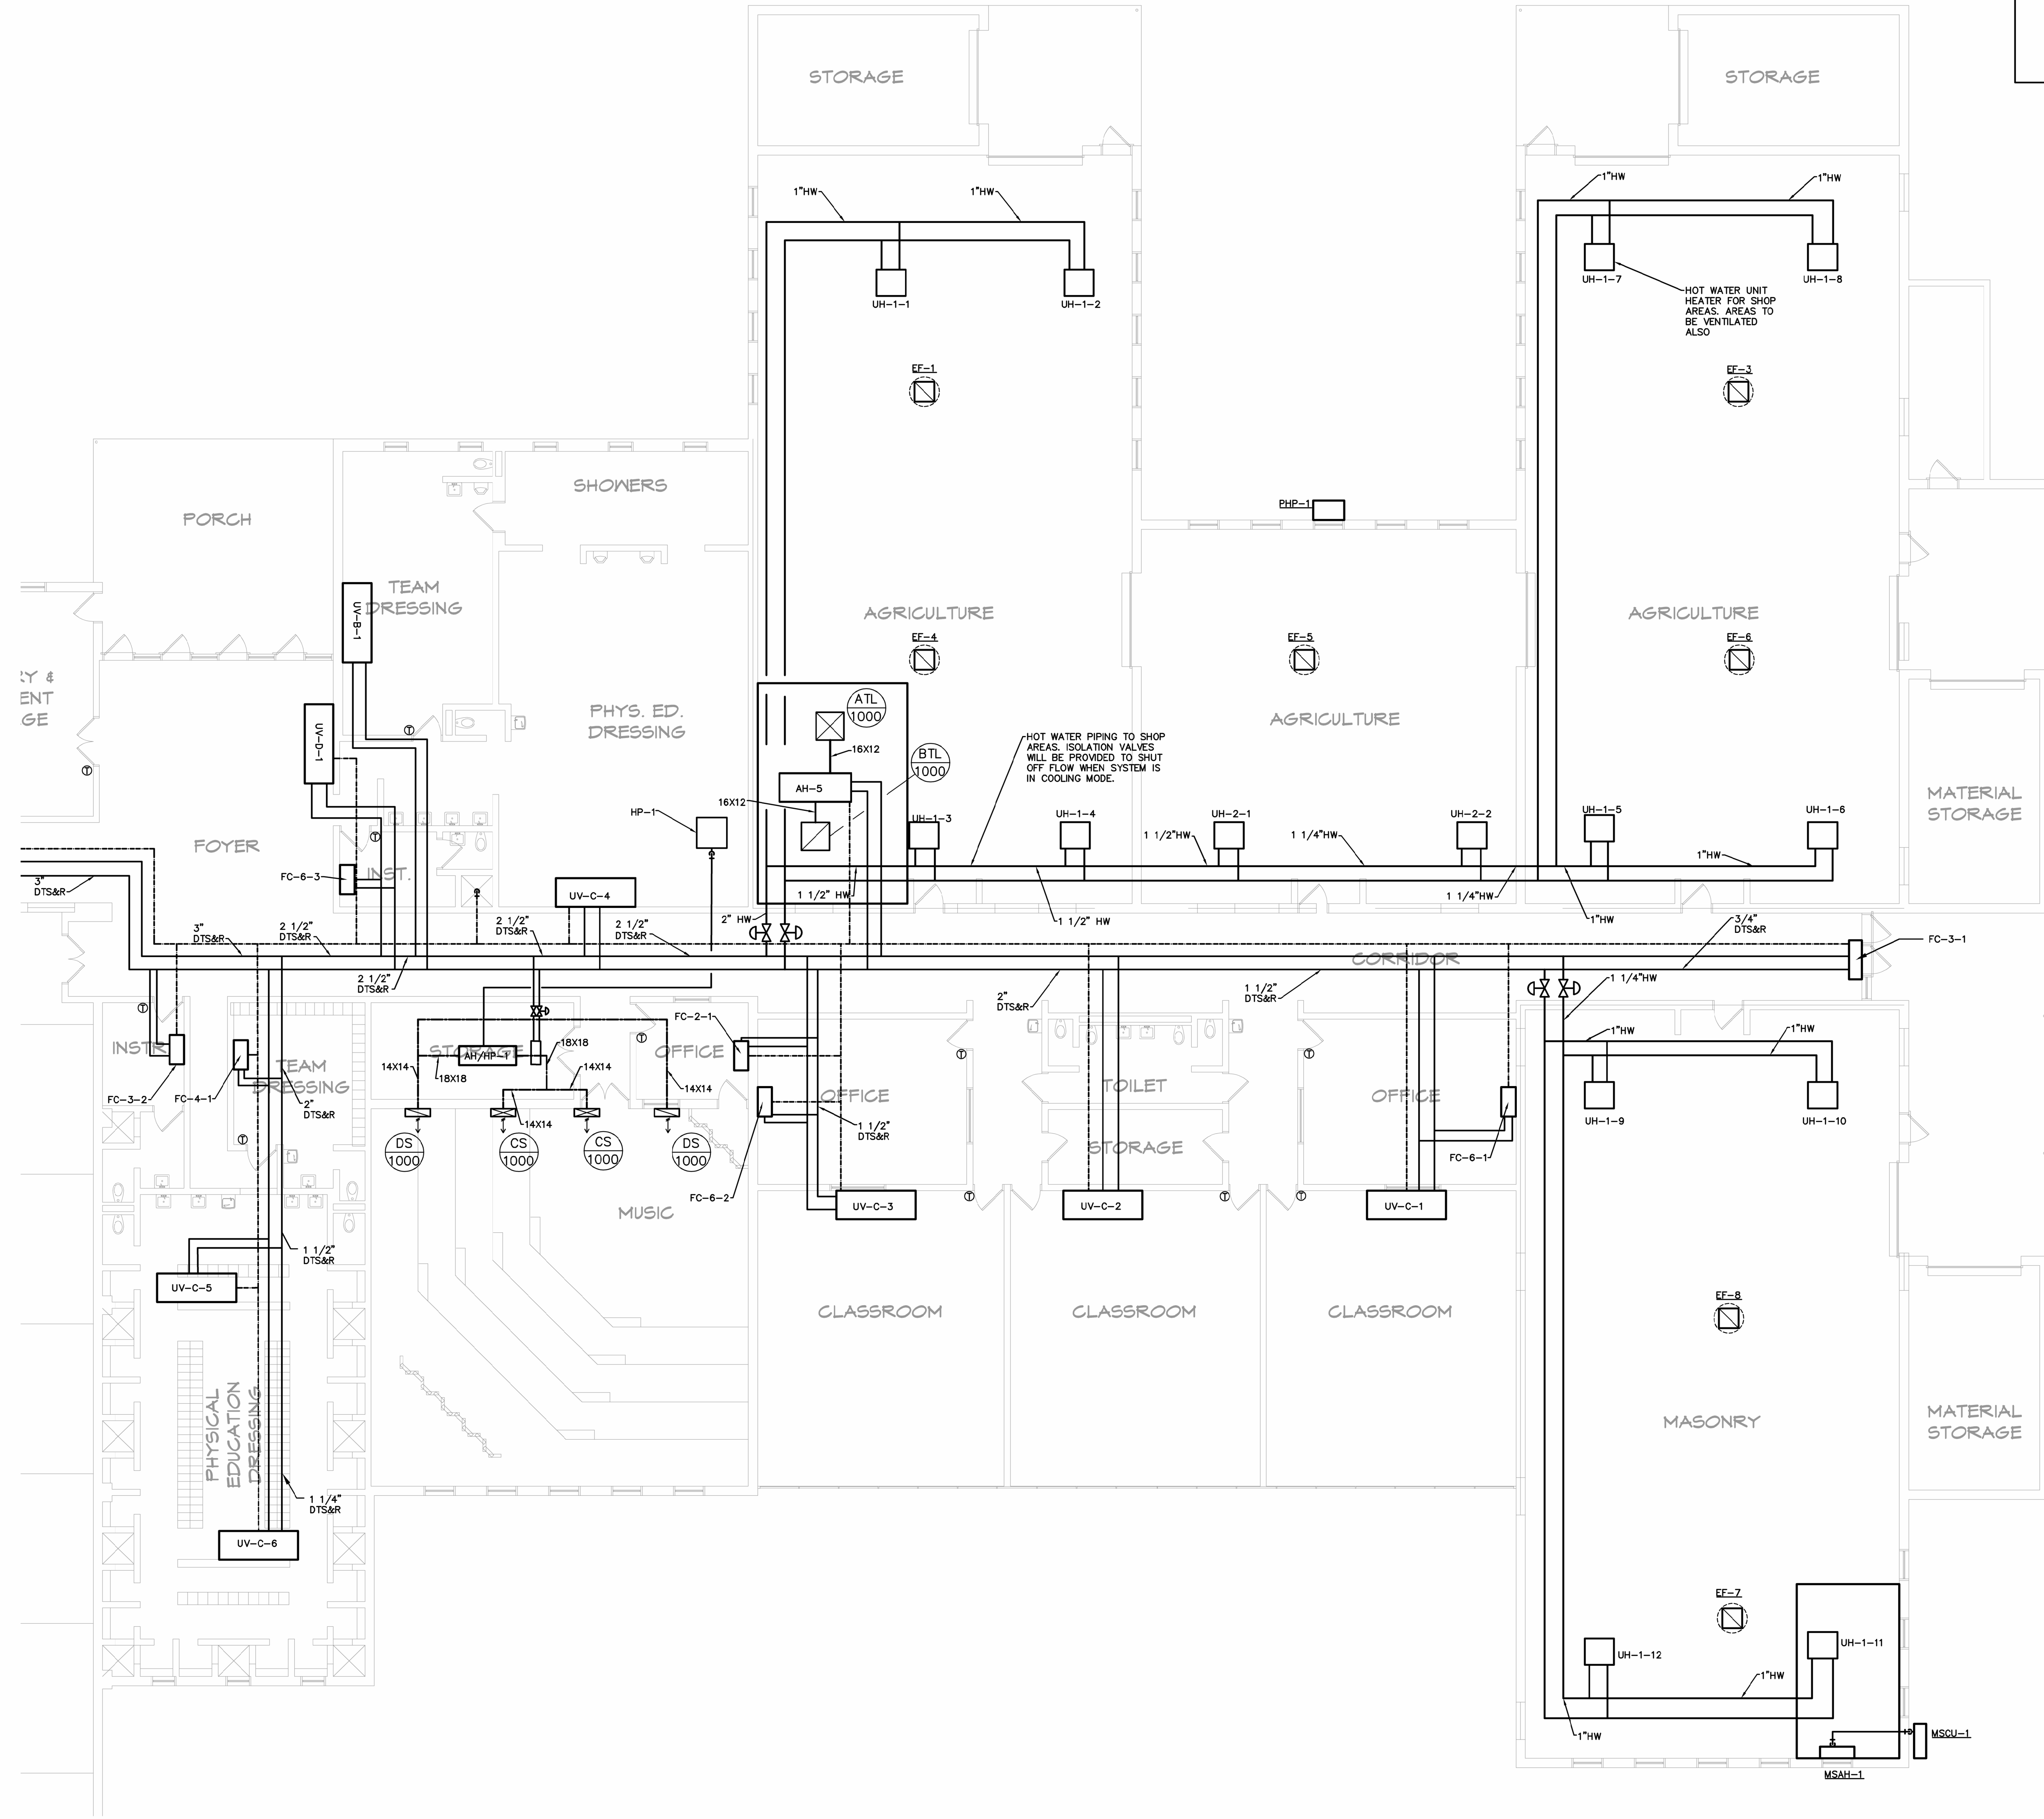 STORAGE
STORAGE
1"HW
1"HW
1"HW
1"HW
UH-1-1
UH-1-2
UH-1-7
UH-1-8
HOT WATER UNIT
HEATER FOR SHOP
AREAS. AREAS TO
BE VENTILATED
ALSO
EF-1
EF-3
SHOWERS
PORCH
PHP-1
TEAM
DRESSING
UV-B-1
AGRICULTURE
AGRICULTURE
EF-4
EF-5
EF-6
GE
ENT
PHYS. ED.
DRESSING
AGRICULTURE
ATL
1000
UV-D-1
HOT WATER PIPING TO SHOP
AREAS. ISOLATION VALVES
WILL BE PROVIDED TO SHUT
OFF FLOW WHEN SYSTEM IS
IN COOLING MODE.
16X12
BTL
1000
T
T
AH-5
MATERIAL
STORAGE
16X12
HP-1
UH-1-3
UH-1-4
UH-2-1
UH-2-2
UH-1-5
UH-1-6
T
FOYER
1 1/2"HW
1 1/4"HW
1"HW
FC-6-3
INST.
3"
DTS&R
UV-C-4
1 1/2" HW
1 1/4"HW
2" HW
1 1/2" HW
1"HW
3/4"
DTS&R
3"
DTS&R
2 1/2"
DTS&R
2 1/2"
DTS&R
2 1/2"
DTS&R
FC-3-1
CORRIDOR
2 1/2"
DTS&R
2"
DTS&R
1 1/2"
DTS&R
1 1/4"HW
T
FC-2-1
T
INSTR.
STORAGE
18X18
OFFICE
AH/HP-1
1"HW
1"HW
TEAM
DRESSING
14X14
18X18
14X14
14X14
T
T
FC-3-2
FC-4-1
2"
DTS&R
OFFICE
TOILET
OFFICE
14X14
1 1/2"
DTS&R
UH-1-9
UH-1-10
T
DS
1000
CS
1000
CS
1000
DS
1000
STORAGE
FC-6-1
FC-6-2
T
T
T
MUSIC
UV-C-3
UV-C-2
UV-C-1
1 1/2"
DTS&R
UV-C-5
EF-8
CLASSROOM
CLASSROOM
CLASSROOM
PHYSICAL
EDUCATION
DRESSING
MASONRY
MATERIAL
STORAGE
1 1/4"
DTS&R
UV-C-6
EF-7
UH-1-12
UH-1-11
1"HW
1"HW
MSCU-1
MSAH-1